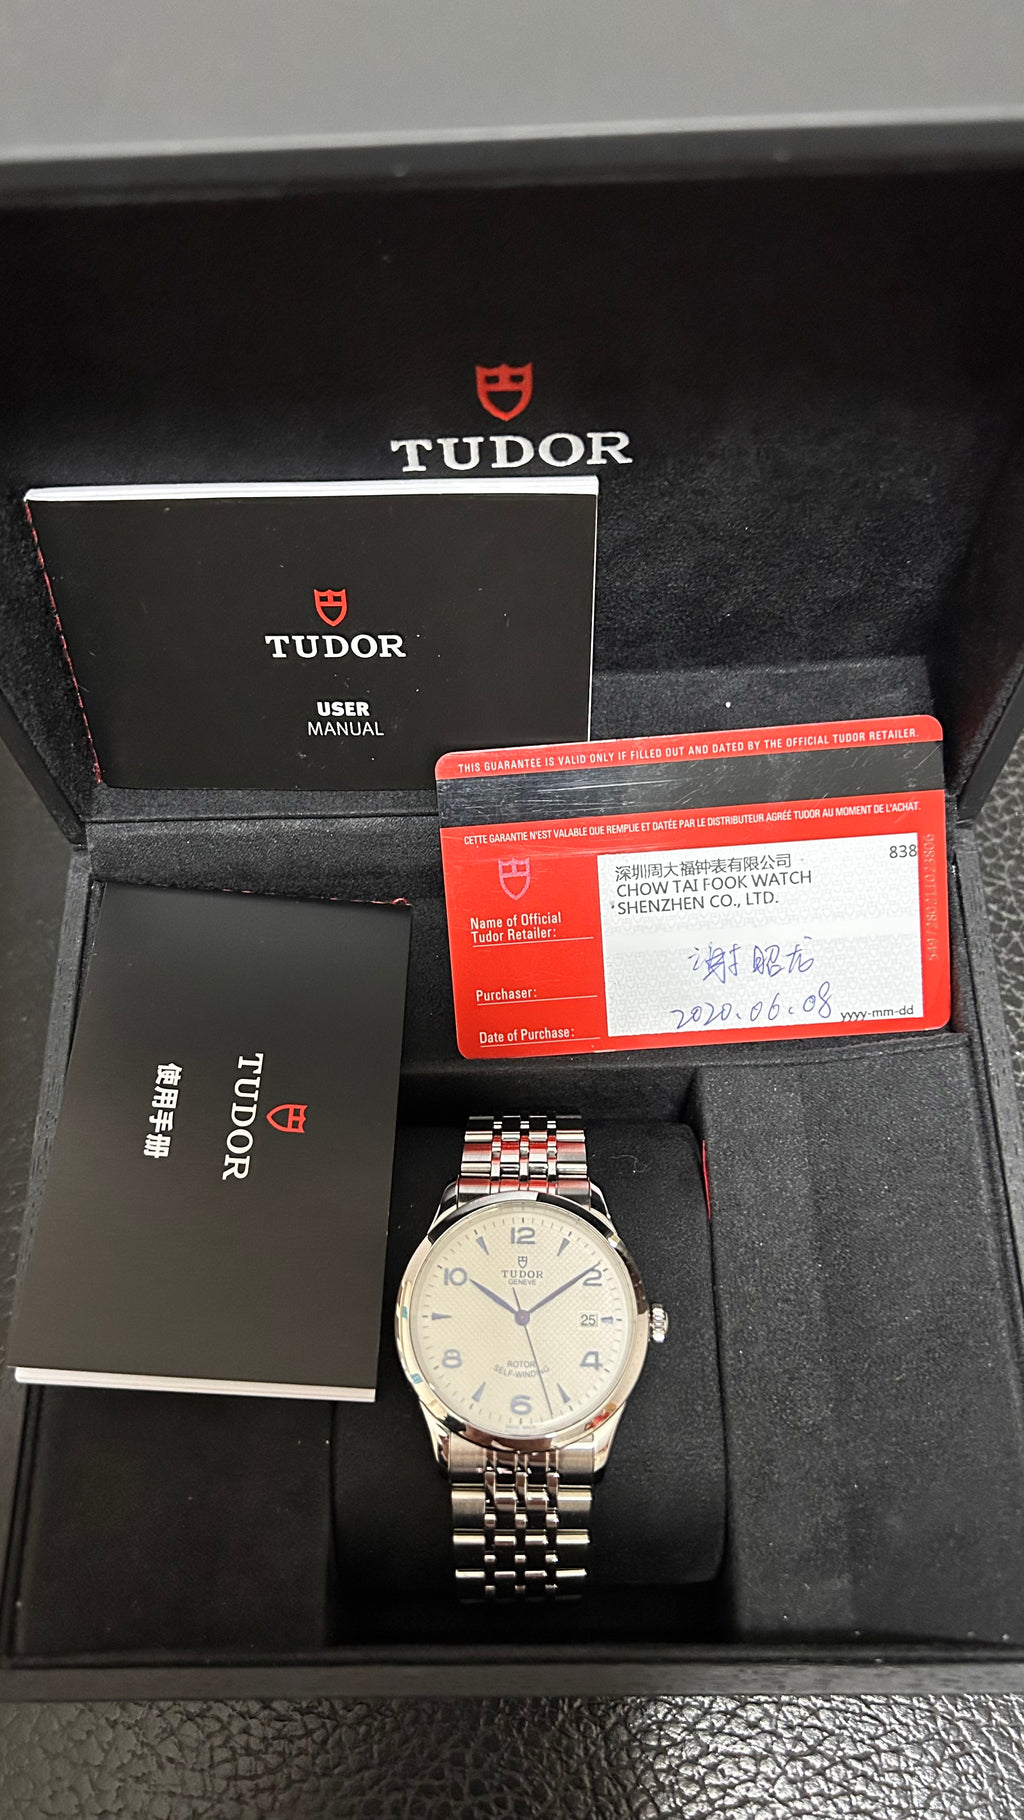 TUDOR
TUDOR
USER
MANUAL
THIS GUARANTEE IS VALID ONLY IF FILLED OUT AND DATED BY THE OFFICIAL TUDOR RETAILER.
CETTE GARANTIE N'EST VALABLE QUE REMPLIE ET DATÉE PAR LE DISTRIBUTEUR AGRÉÉ TUDOR AU MOMENT DE L'ACHAT.
838
深圳周大福钟表有限公司
CHOW TAI FOOK WATCH
SHENZHEN CO., LTD.
Name of Official
Tudor Retailer:
Purchaser:
谢昭龙
Date of Purchase:
2020.06.08
yyyy-mm-dd
TUDOR
使用手册
12
TUDOR
GENEVE
10
2
25
8
4
ROTOR
SELF-WINDING
6